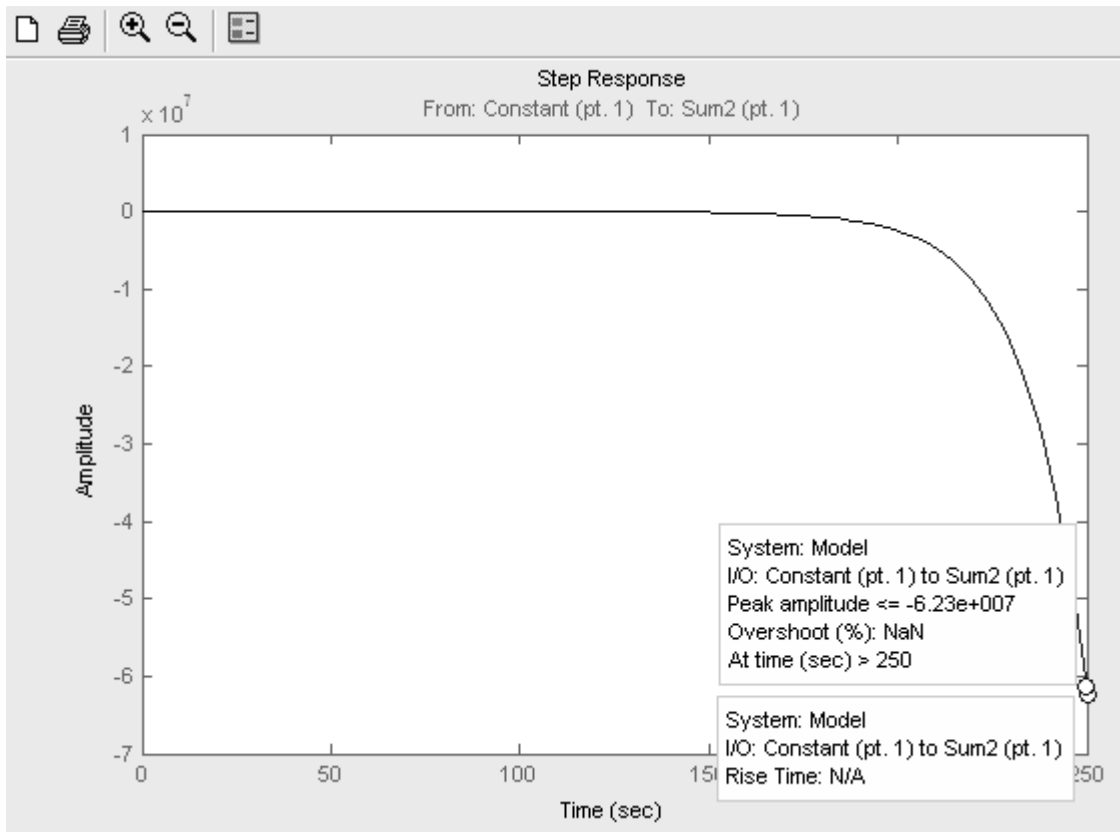 Step Response
From: Constant (pt. 1) To: Sum2 (pt. 1)
x 10^7
1
0
-1
-2
-3
-4
-5
-6
-7
Amplitude
System: Model
I/O: Constant (pt. 1) to Sum2 (pt. 1)
Peak amplitude <= -6.23e+007
Overshoot (%): NaN
At time (sec) > 250
System: Model
I/O: Constant (pt. 1) to Sum2 (pt. 1)
Rise Time: N/A
0 50 100 150 250
Time (sec)